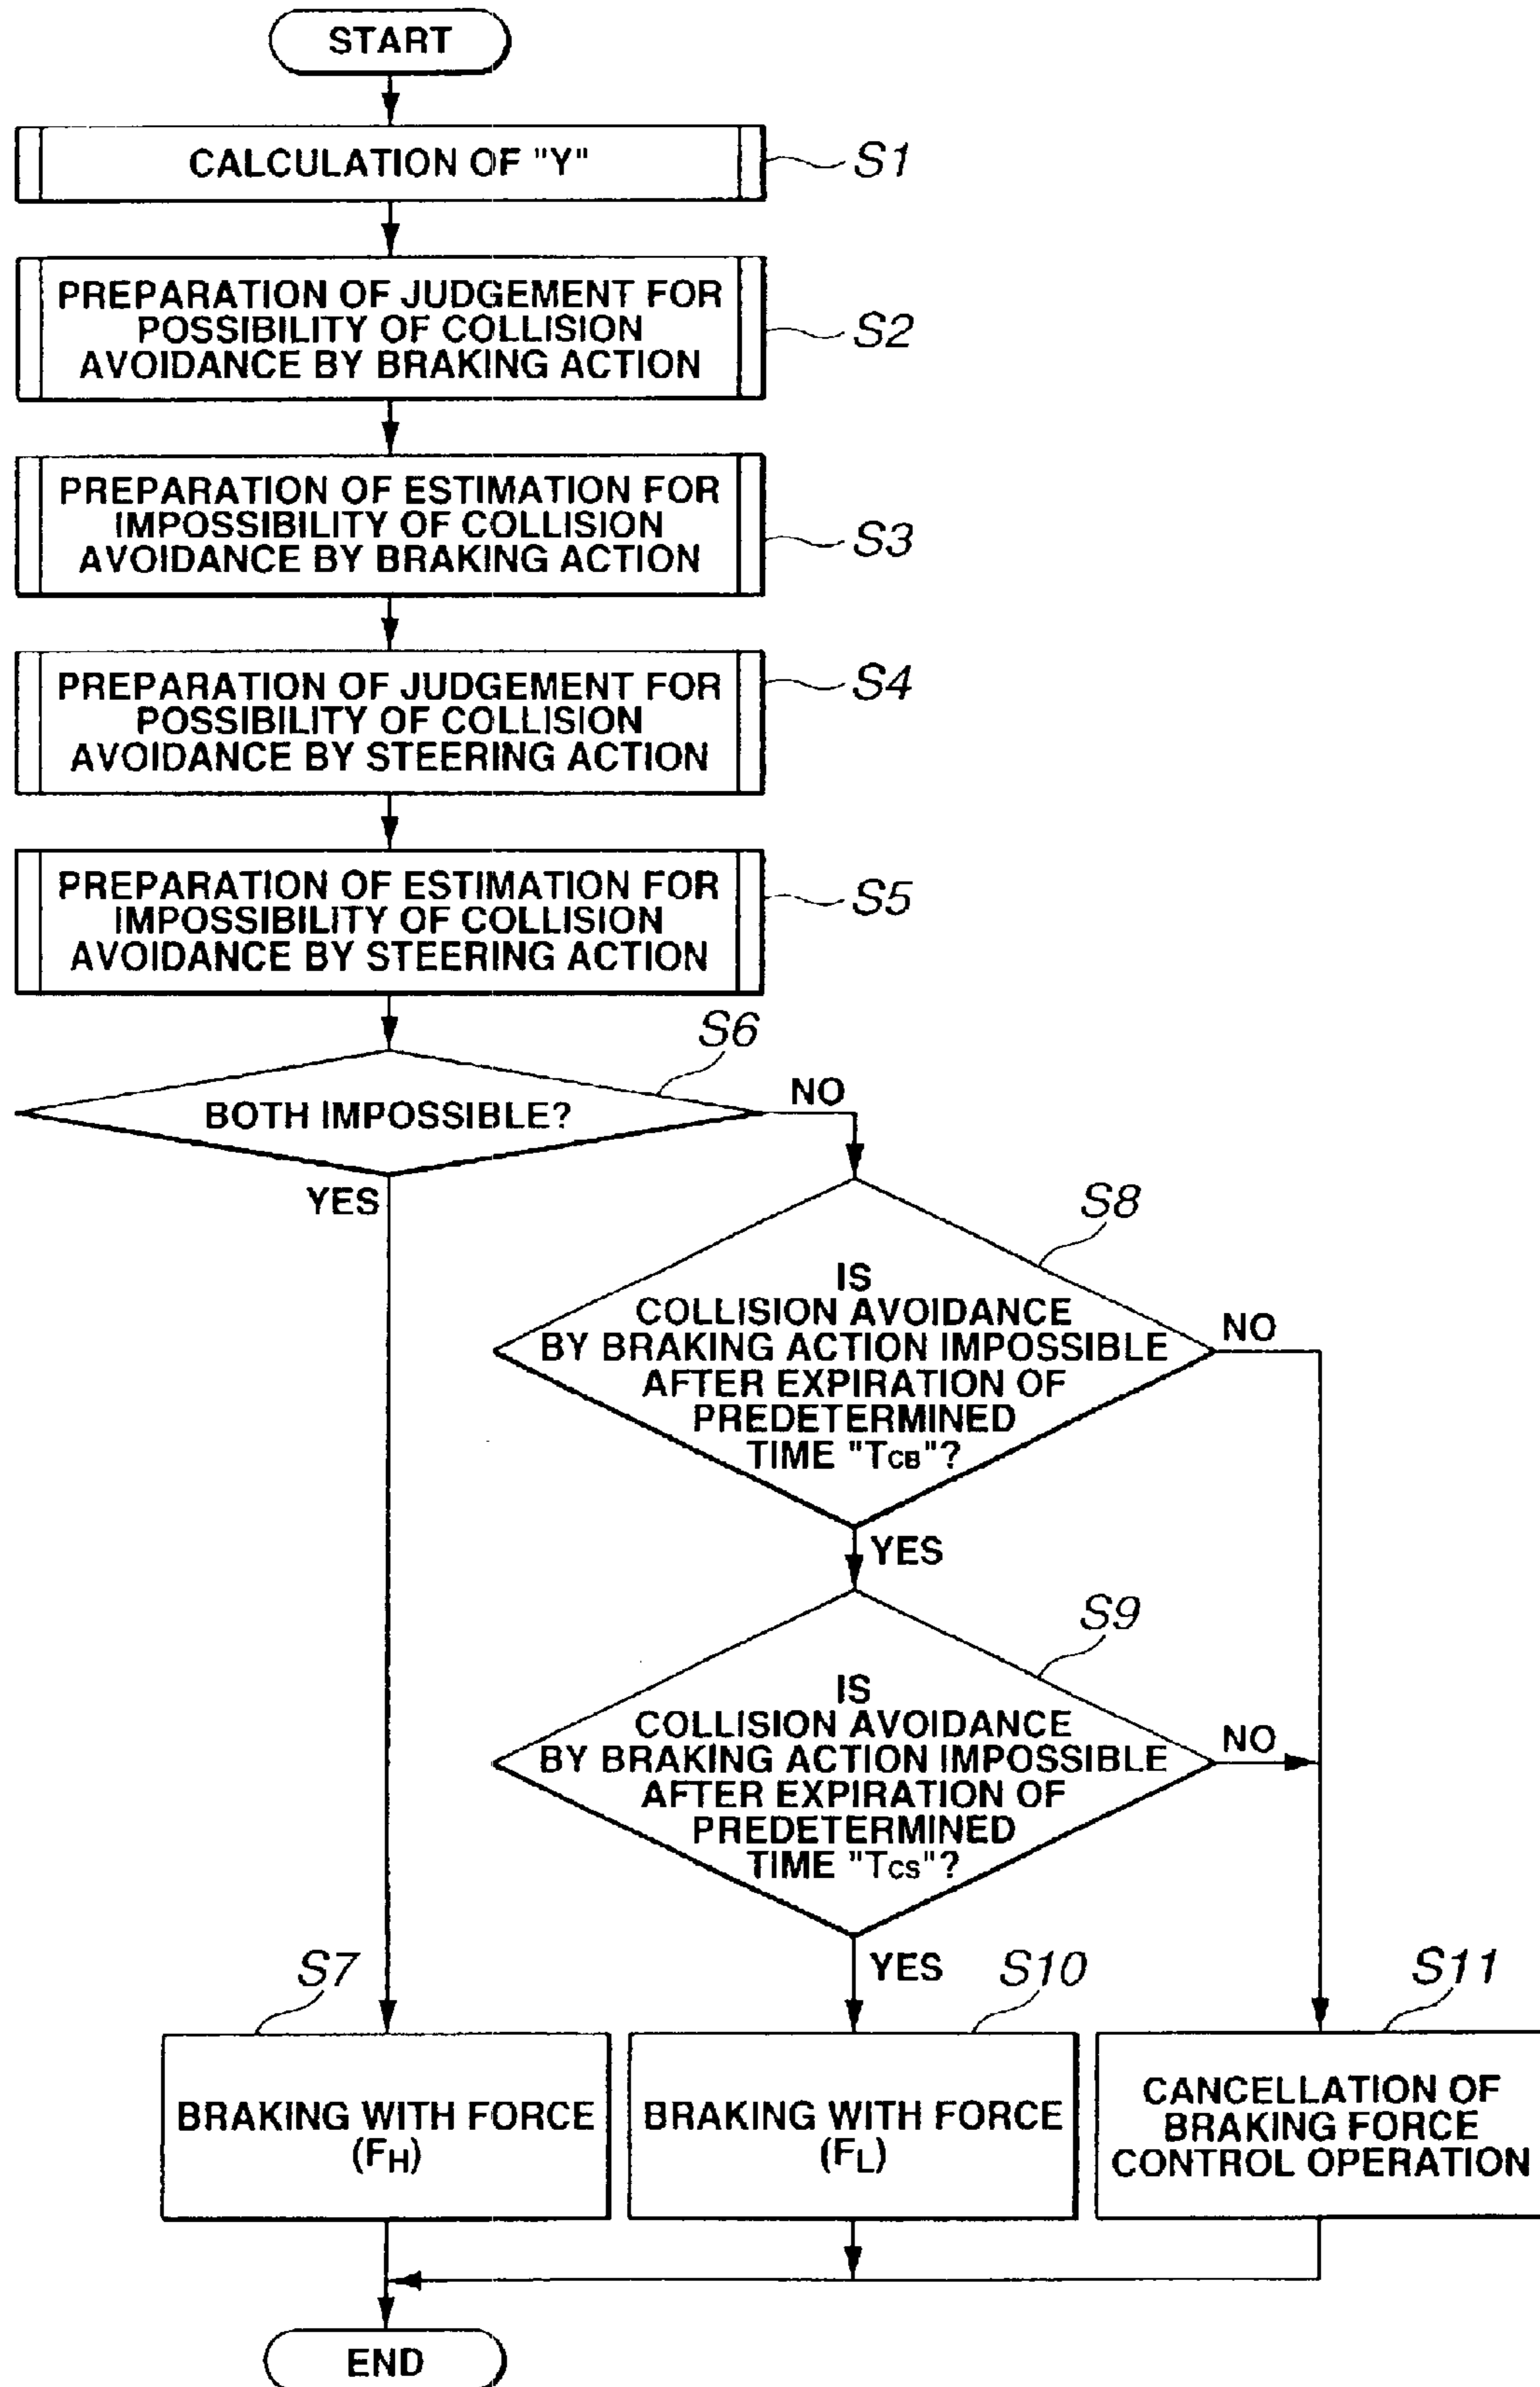 START
CALCULATION OF "Y"
S1
PREPARATION OF JUDGEMENT FOR
POSSIBILITY OF COLLISION
AVOIDANCE BY BRAKING ACTION
S2
PREPARATION OF ESTIMATION FOR
IMPOSSIBILITY OF COLLISION
AVOIDANCE BY BRAKING ACTION
S3
PREPARATION OF JUDGEMENT FOR
POSSIBILITY OF COLLISION
AVOIDANCE BY STEERING ACTION
S4
PREPARATION OF ESTIMATION FOR
IMPOSSIBILITY OF COLLISION
AVOIDANCE BY STEERING ACTION
S5
S6
BOTH IMPOSSIBLE?
NO
YES
S8
IS
COLLISION AVOIDANCE
BY BRAKING ACTION IMPOSSIBLE
AFTER EXPIRATION OF
PREDETERMINED
TIME "TCB"?
NO
YES
S9
IS
COLLISION AVOIDANCE
BY BRAKING ACTION IMPOSSIBLE
AFTER EXPIRATION OF
PREDETERMINED
TIME "TCS"?
NO
YES
S7
BRAKING WITH FORCE
(FH)
S10
BRAKING WITH FORCE
(FL)
S11
CANCELLATION OF
BRAKING FORCE
CONTROL OPERATION
END